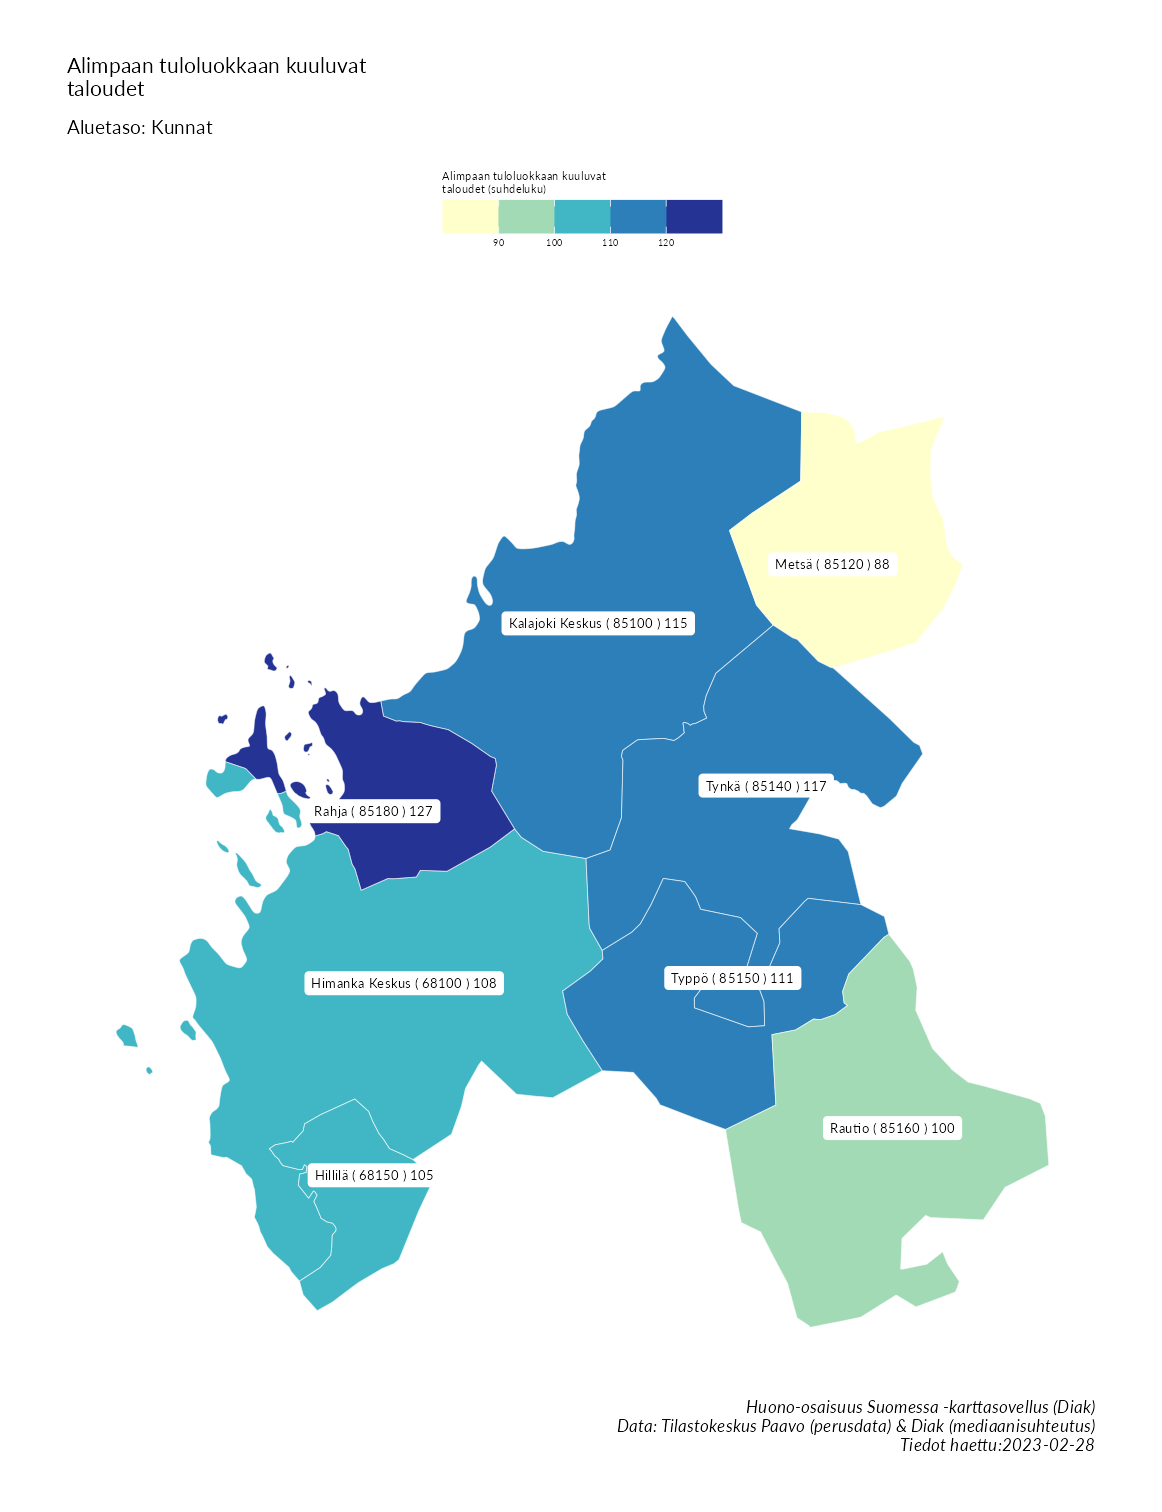 Alimpaan tuloluokkaan kuuluvat
taloudet
Aluetaso: Kunnat
Alimpaan tuloluokkaan kuuluvat
taloudet (suhdeluku)
90 100 110 120
Metsä ( 85120 ) 88
Kalajoki Keskus ( 85100 ) 115
Tynkä ( 85140 ) 117
Rahja ( 85180 ) 127
Typpö ( 85150 ) 111
Himanka Keskus ( 68100 ) 108
Rautio ( 85160 ) 100
Hillilä ( 68150 ) 105
Huono-osaisuus Suomessa -karttasovellus (Diak)
Data: Tilastokeskus Paavo (perusdata) & Diak (mediaanisuhteutus)
Tiedot haettu:2023-02-28